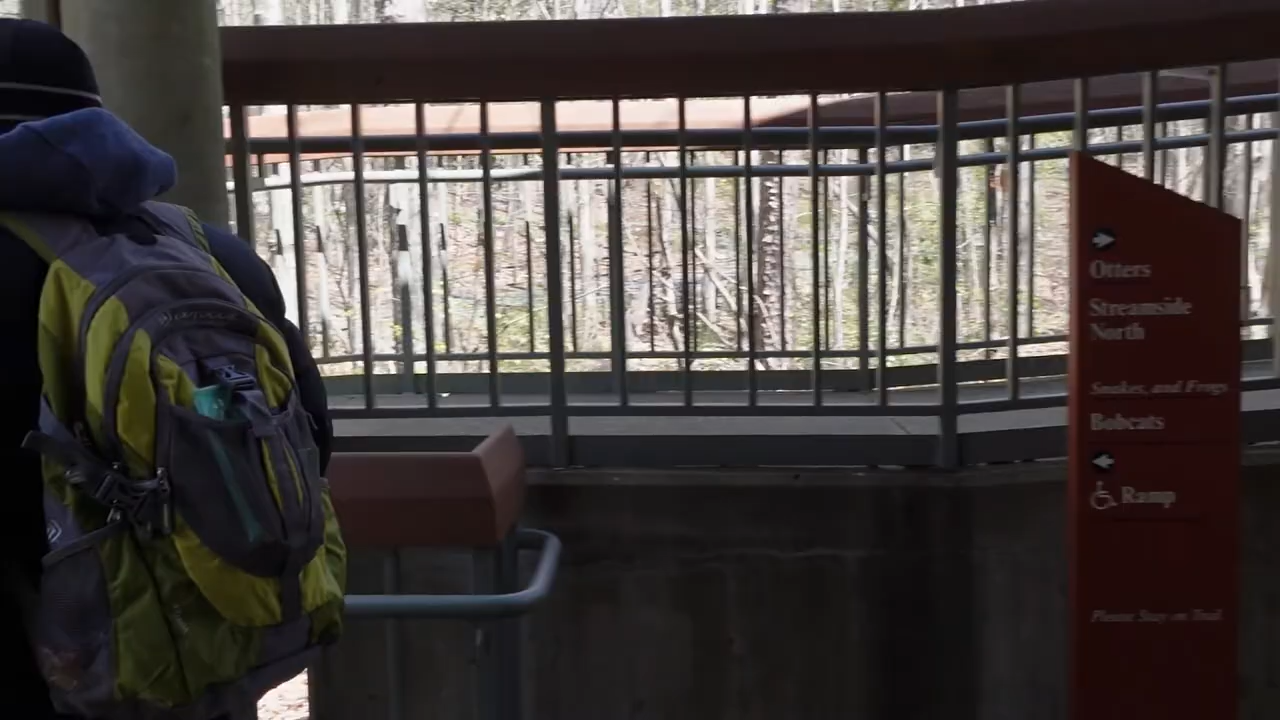 Otters
Streamside
North
Snakes, and Frogs
Bobcats
Ramp
Please Stay on Trail